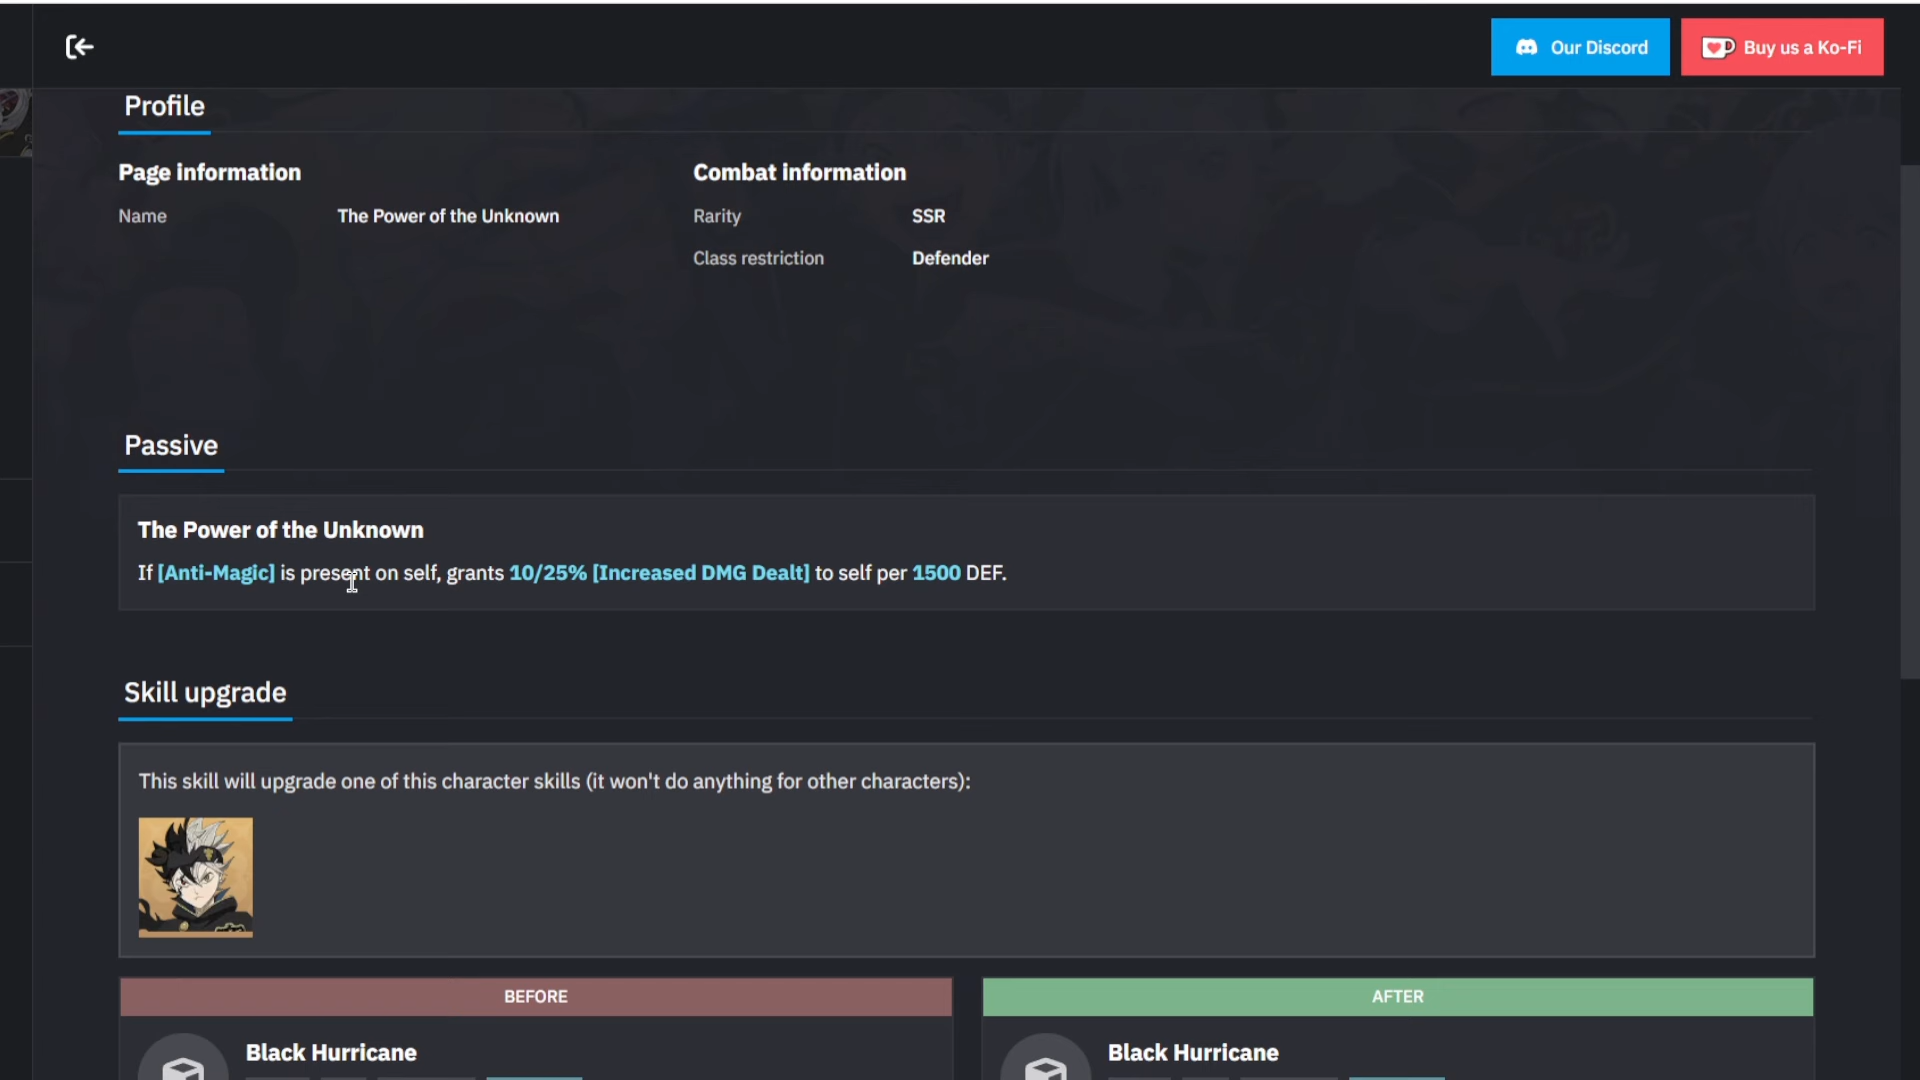 Our Discord
Buy us a Ko-Fi
Profile
Page information
Name The Power of the Unknown
Combat information
Rarity SSR
Class restriction Defender
Passive
The Power of the Unknown
If [Anti-Magic] is present on self, grants 10/25% [Increased DMG Dealt] to self per 1500 DEF.
Skill upgrade
This skill will upgrade one of this character skills (it won't do anything for other characters):
BEFORE
Black Hurricane
AFTER
Black Hurricane